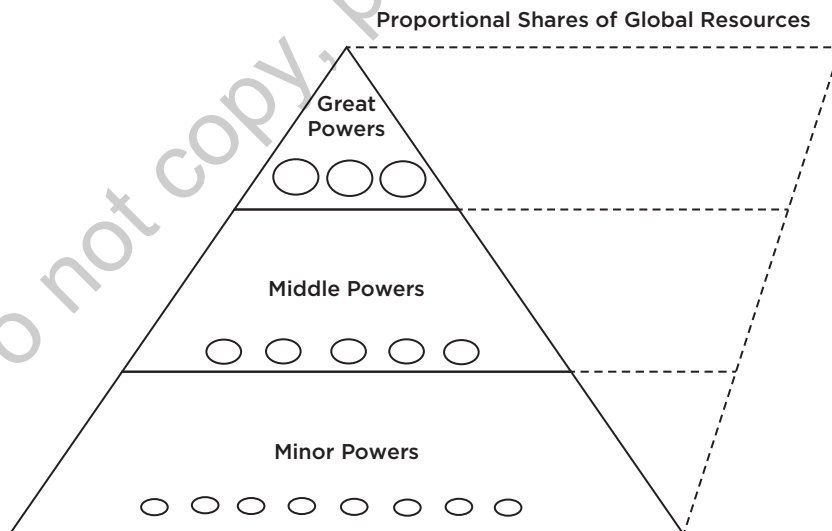 Proportional Shares of Global Resources
Great
Powers
Middle Powers
Minor Powers
o not copy, p